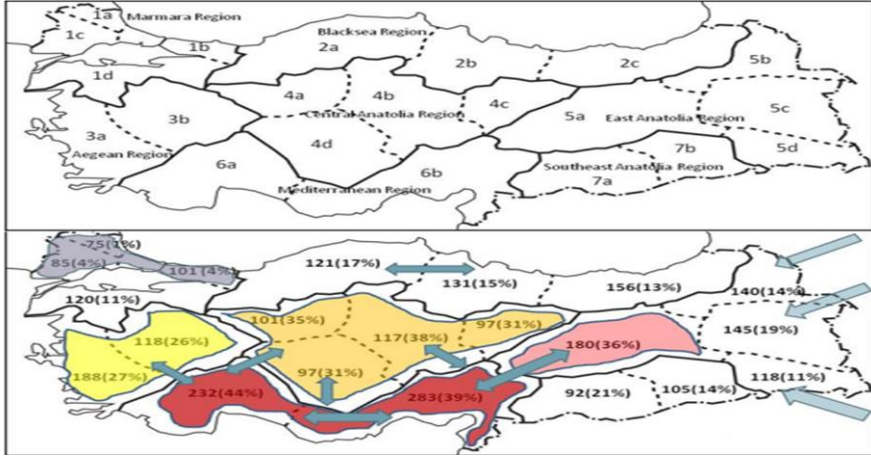 1a Marmara Region
1c
1b
Blacksea Region
2a
2b
2c
5b
1d
4a
4b
4c
3b
Central Anatolia Region
5a
East Anatolia Region
5c
3a
Aegean Region
4d
7b
5d
6a
6b
Southeast Anatolia Region
7a
Mediterranean Region
75(1%)
85(4%)
101(4%)
121(17%)
131(15%)
156(13%)
140(14%)
120(11%)
101(35%)
118(26%)
117(38%)
97(31%)
145(19%)
180(36%)
188(27%)
97(31%)
118(11%)
232(44%)
283(39%)
92(21%)
105(14%)